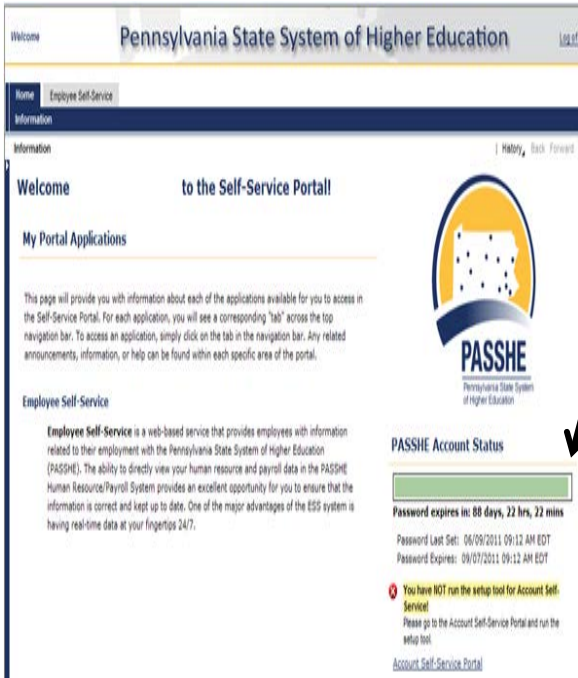 Welcome
Pennsylvania State System of Higher Education
Log of
Home
Employee Self-Service
Information
Information
| History, Back Forward
Welcome to the Self-Service Portal!
My Portal Applications
This page will provide you with information about each of the applications available for you to access in
the Self-Service Portal. For each application, you will see a corresponding "tab" across the top
navigation bar. To access an application, simply click on the tab in the navigation bar. Any related
announcements, information, or help can be found within each specific area of the portal.
Employee Self-Service
Employee Self-Service is a web-based service that provides employees with information
related to their employment with the Pennsylvania State System of Higher Education
(PASSHE). The ability to directly view your human resource and payroll data in the PASSHE
Human Resource/Payroll System provides an excellent opportunity for you to ensure that the
information is correct and kept up to date. One of the major advantages of the ESS system is
having real-time data at your fingertips 24/7.
PASSHE
Pennsylvania State System
of Higher Education
PASSHE Account Status
Password expires in: 88 days, 22 hrs, 22 mins
Password Last Set: 06/09/2011 09:12 AM EDT
Password Expires: 09/07/2011 09:12 AM EDT
You have NOT run the setup tool for Account Self-
Service!
Please go to the Account Self-Service Portal and run the
setup tool.
Account Self-Service Portal